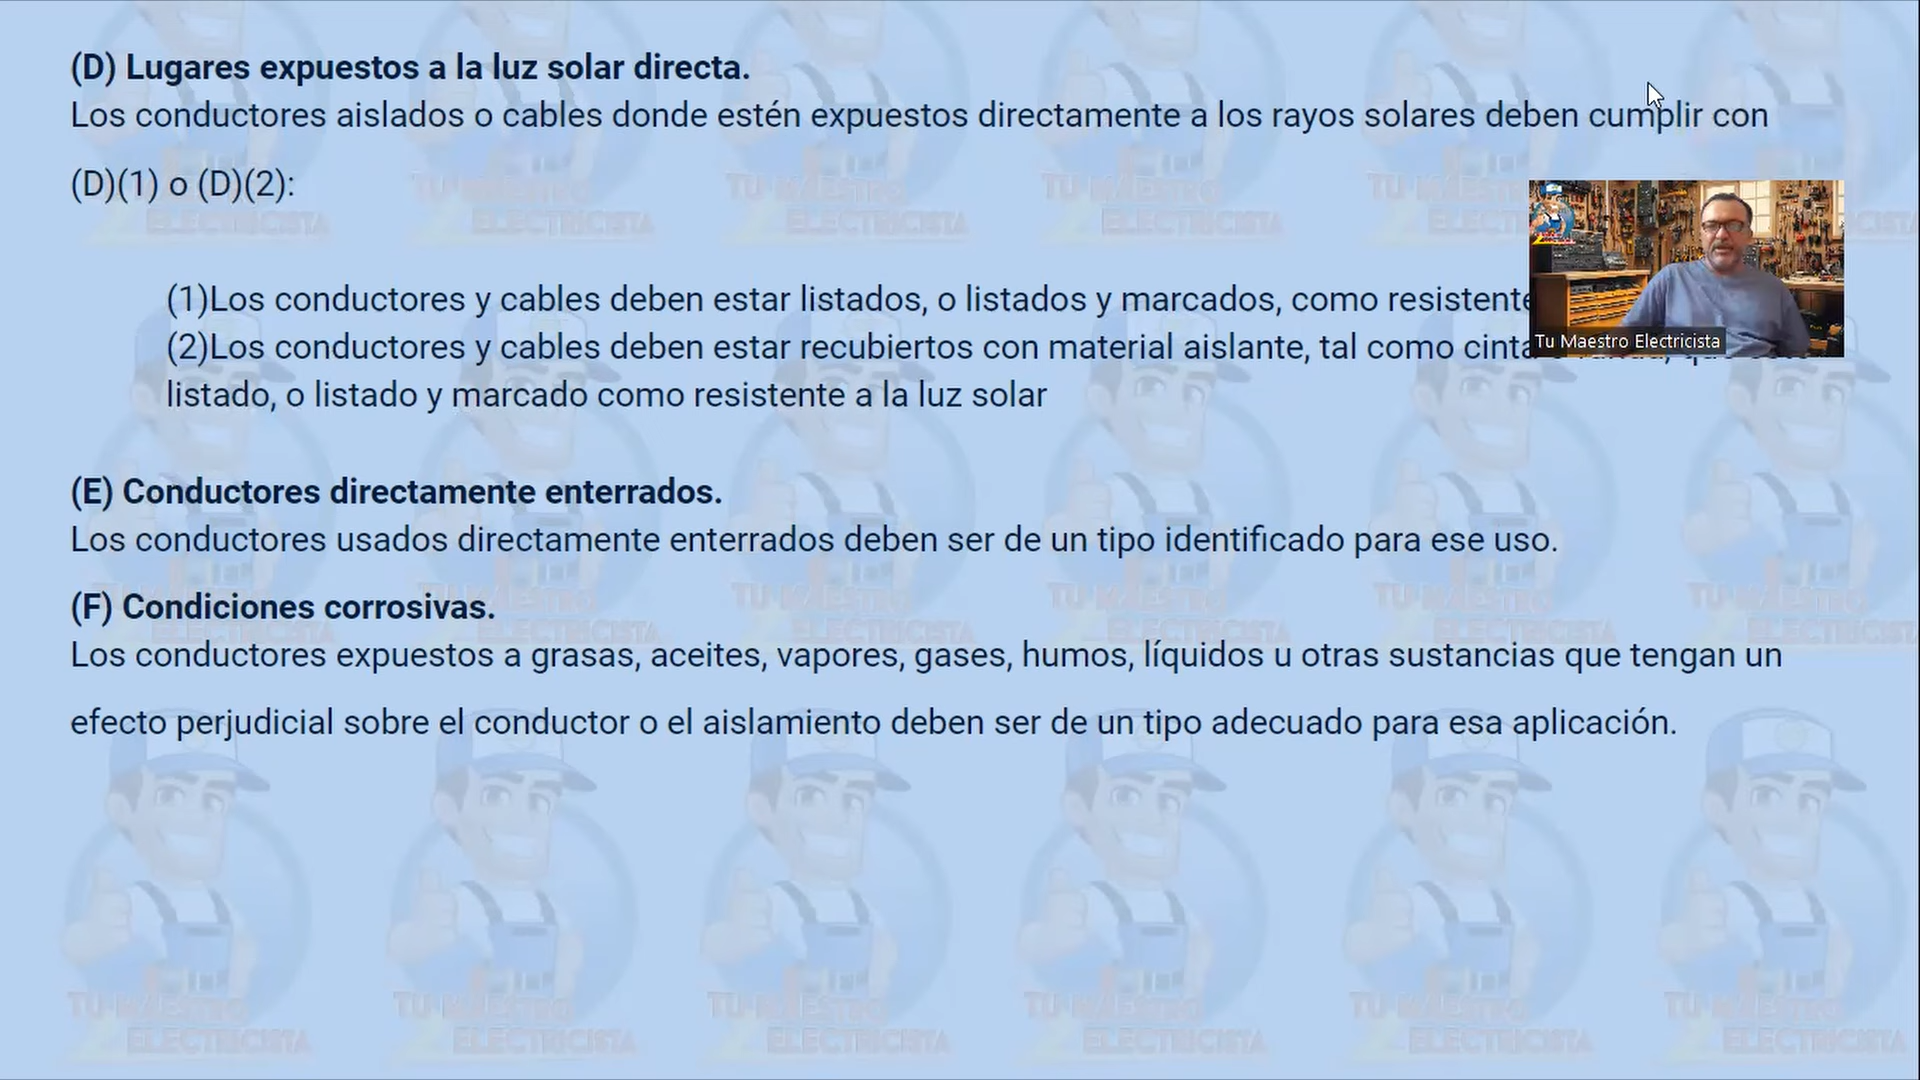 (D) Lugares expuestos a la luz solar directa.
Los conductores aislados o cables donde estén expuestos directamente a los rayos solares deben cumplir con
(D)(1) o (D)(2):
(1)Los conductores y cables deben estar listados, o listados y marcados, como resistente
(2)Los conductores y cables deben estar recubiertos con material aislante, tal como cinta
Tu Maestro Electricista
listado, o listado y marcado como resistente a la luz solar
(E) Conductores directamente enterrados.
Los conductores usados directamente enterrados deben ser de un tipo identificado para ese uso.
(F) Condiciones corrosivas.
Los conductores expuestos a grasas, aceites, vapores, gases, humos, líquidos u otras sustancias que tengan un
efecto perjudicial sobre el conductor o el aislamiento deben ser de un tipo adecuado para esa aplicación.
TU MAESTRO
ELECTRICISTA